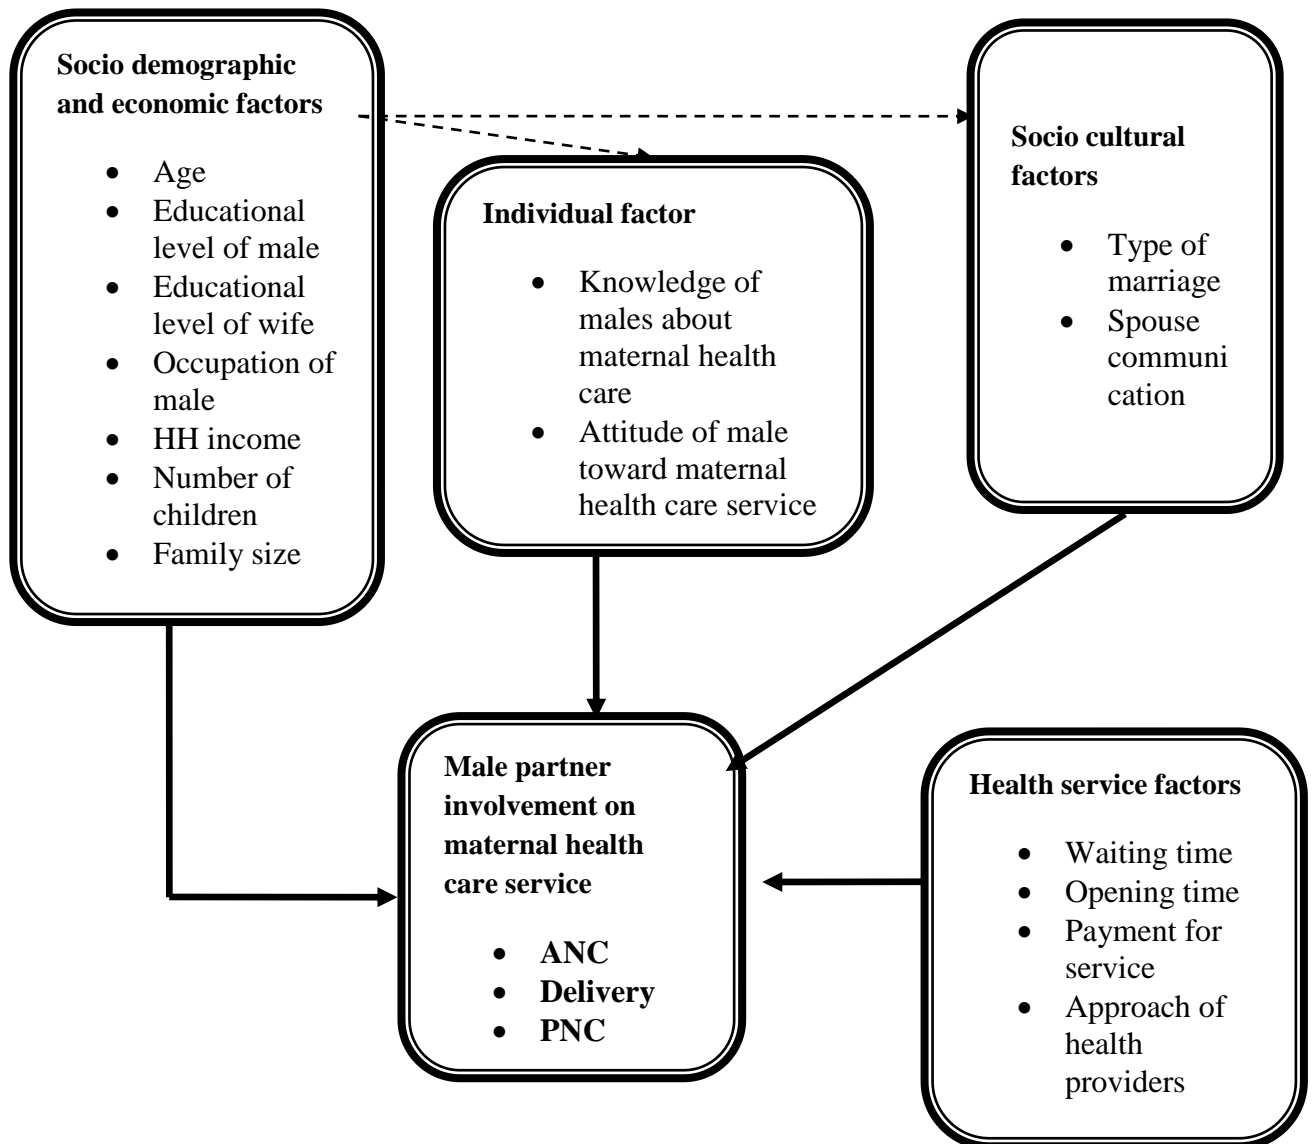 Socio demographic
and economic factors
• Age
• Educational
level of male
• Educational
level of wife
• Occupation of
male
• HH income
• Number of
children
• Family size
Individual factor
• Knowledge of
males about
maternal health
care
• Attitude of male
toward maternal
health care service
Socio cultural
factors
• Type of
marriage
• Spouse
communi
cation
Male partner
involvement on
maternal health
care service
• ANC
• Delivery
• PNC
Health service factors
• Waiting time
• Opening time
• Payment for
service
• Approach of
health
providers